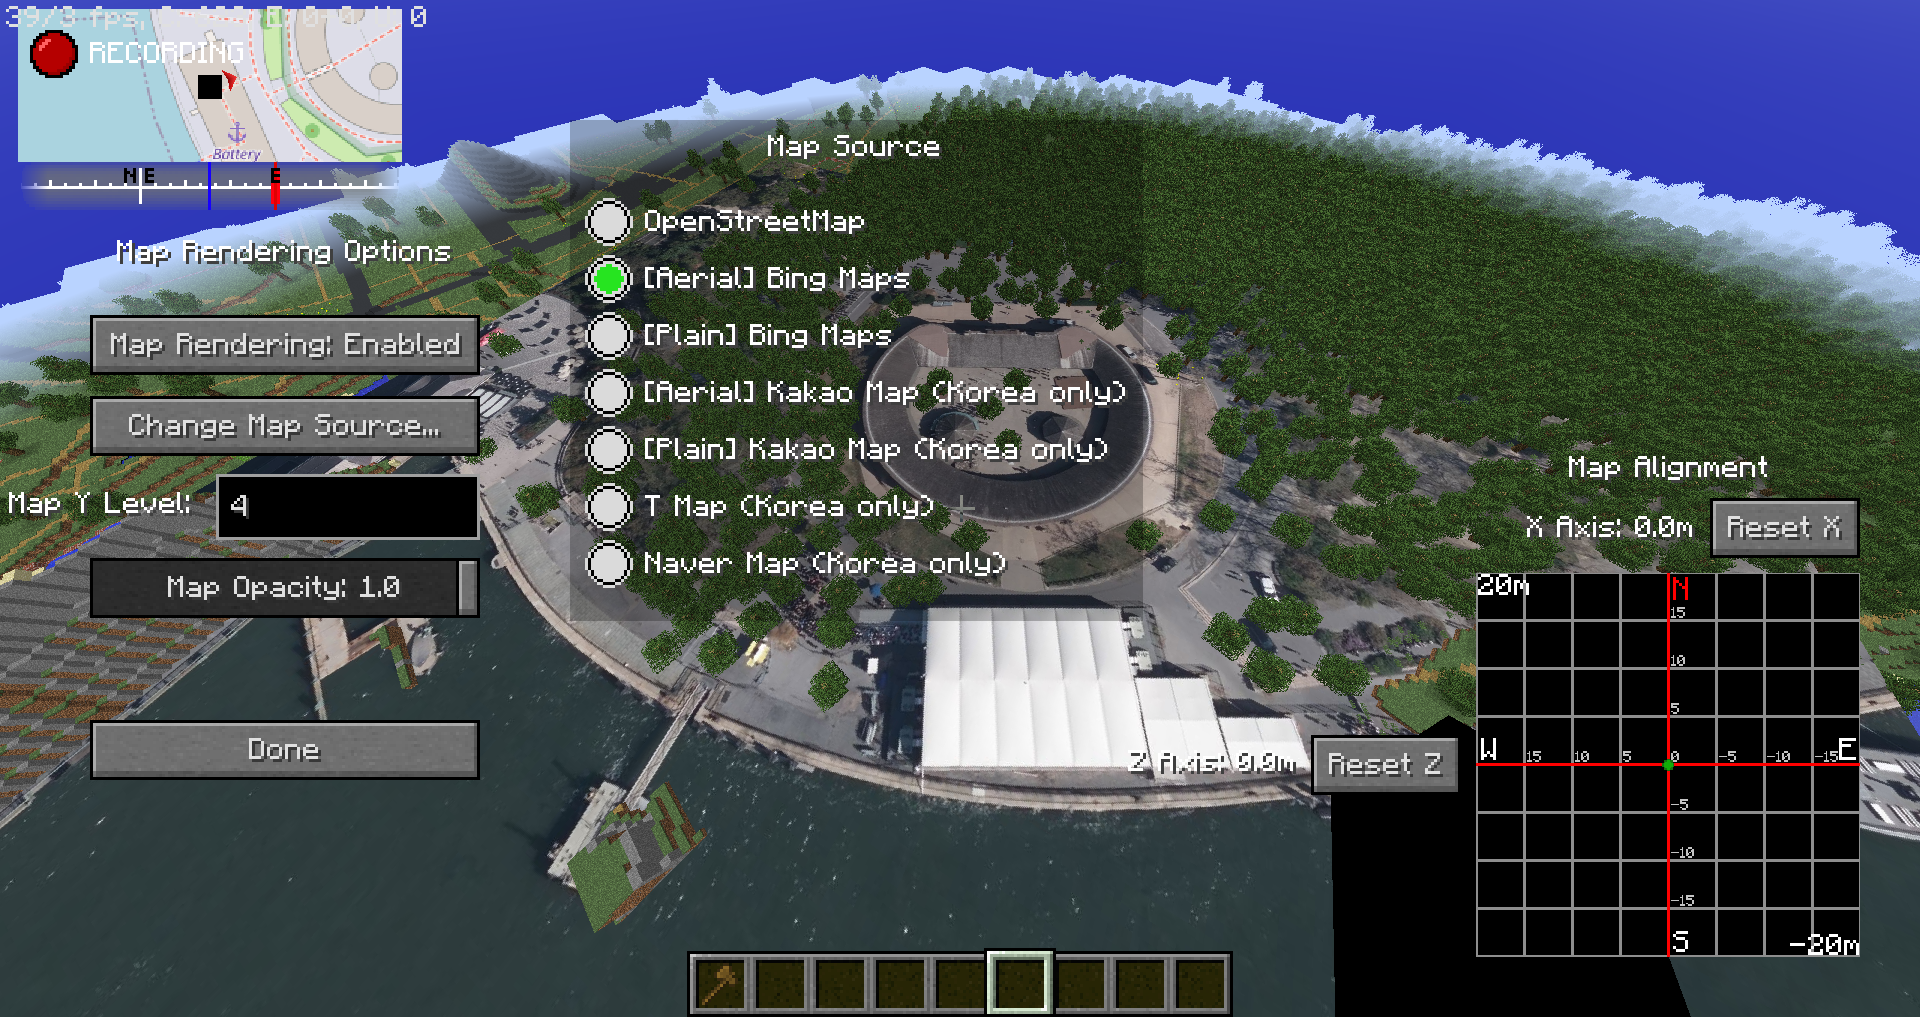 RECORDING
Battery
NE
E
Map Rendering Options
Map Rendering: Enabled
Change Map Source...
Map Y Level:
4
Map Opacity: 1.0
Done
Map Source
OpenStreetMap
[Aerial] Bing Maps
[Plain] Bing Maps
[Aerial] Kakao Map (Korea only)
[Plain] Kakao Map (Korea only)
T Map (Korea only)
Naver Map (Korea only)
Map Alignment
X Axis: 0.0m
Reset X
Z Axis: 0.0m
Reset Z
20m
N
15
10
5
W
15
10
5
0
-5
-10
-15
E
-5
-10
-15
S
-20m